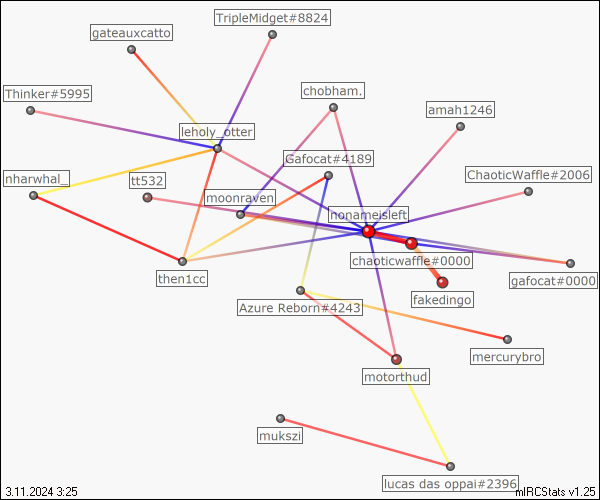 TripleMidget#8824
gateauxcatto
Thinker#5995
chobham.
amah1246
leholy_otter
Gafocat#4189
nharwhal_
tt532
ChaoticWaffle#2006
moonraven
nonameisleft
chaoticwaffle#0000
then1cc
gafocat#0000
fakedingo
Azure Reborn#4243
mercurybro
motorthud
mukszi
lucas das oppai#2396
3.11.2024 3:25
mIRCStats v1.25